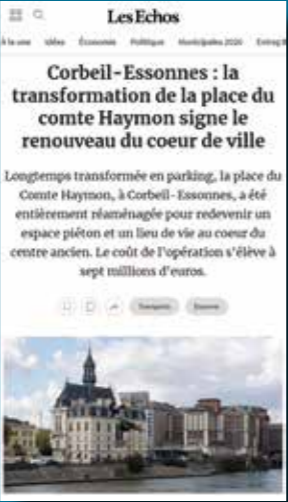 Les Echos
À la une Idées Économie Politique Municipales 2020
Corbeil-Essonnes : la
transformation de la place du
comte Haymon signe le
renouveau du coeur de ville
Longtemps transformée en parking, la place du
Comte Haymon, à Corbeil-Essonnes, a été
entièrement réaménagée pour redevenir un
espace piéton et un lieu de vie au coeur du
centre ancien. Le coût de l'opération s'élève à
sept millions d'euros.
Transports Essonne